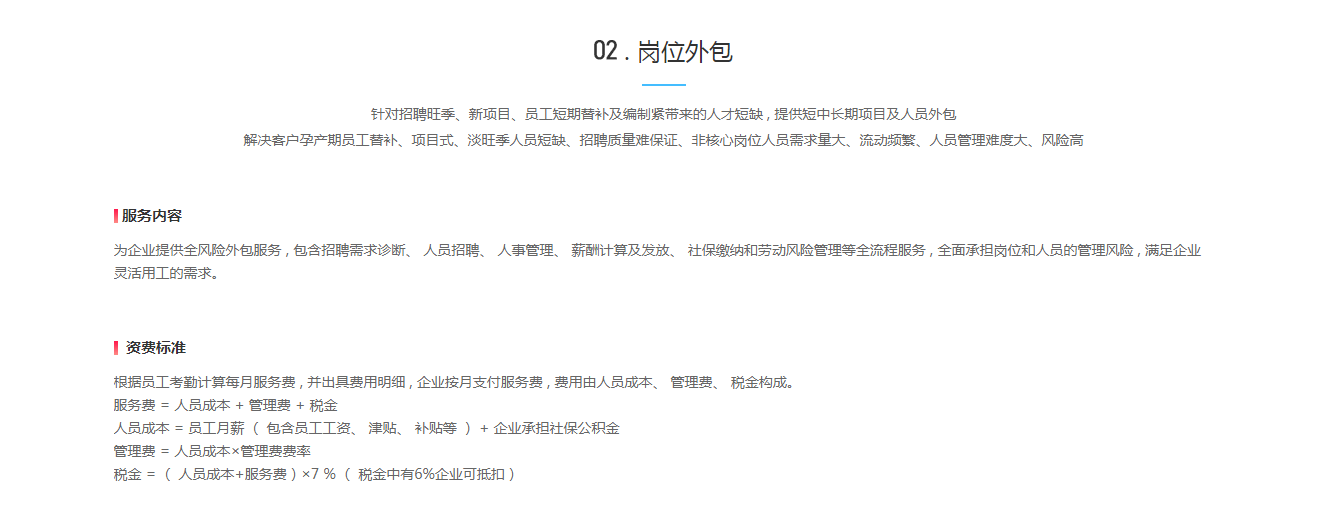 02 . 岗位外包
针对招聘旺季、新项目、员工短期替补及编制紧带来的人才短缺 , 提供短中长期项目及人员外包
解决客户孕产期员工替补、项目式、淡旺季人员短缺、招聘质量难保证、非核心岗位人员需求量大、流动频繁、人员管理难度大、风险高
服务内容
为企业提供全风险外包服务 , 包含招聘需求诊断、 人员招聘、 人事管理、 薪酬计算及发放、 社保缴纳和劳动风险管理等全流程服务 , 全面承担岗位和人员的管理风险 , 满足企业
灵活用工的需求。
资费标准
根据员工考勤计算每月服务费 , 并出具费用明细 , 企业按月支付服务费 , 费用由人员成本、 管理费、 税金构成。
服务费 = 人员成本 + 管理费 + 税金
人员成本 = 员工月薪 （ 包含员工工资、 津贴、 补贴等 ） + 企业承担社保公积金
管理费 = 人员成本×管理费费率
税金 = （ 人员成本+服务费 ) ×7 % （ 税金中有6%企业可抵扣 ）